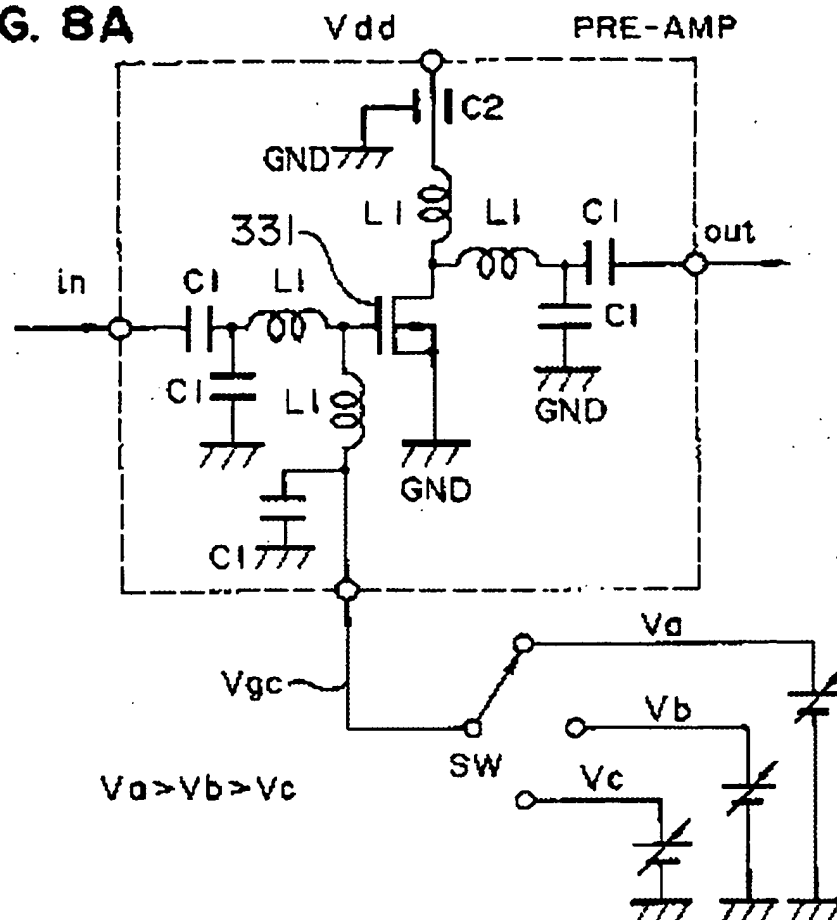 G. 8A
Vdd
PRE-AMP
C2
GND
L1
L1
C1
out
331
in
C1
L1
C1
C1
L1
GND
GND
C1
Va
Vgc
Vb
SW
Vc
Va>Vb>Vc